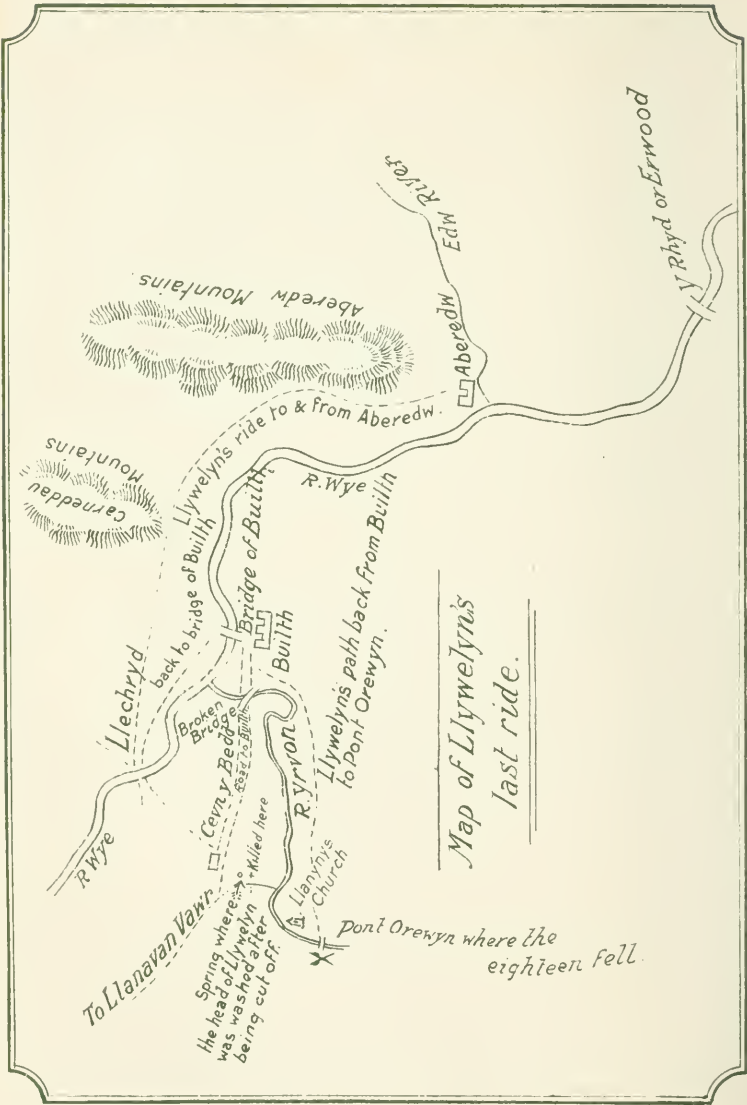 Map of Llywelyn's
last ride.
Edw River
Aberedw Mountains.
Y Rhyd or Erwood
Aberedw
Llywelyn's ride to & from Aberedw.
Carneddau
Mountains
R. Wye
back to bridge of Builth
Bridge of Builth
Builth
Llechryd
Llywelyn's path back from Builth
to Pont Orewyn.
Broken
Bridge
Cevn y Bedd
Road to Builth
R. Yrvon
R Wye
+Killed here
Llanynys
Church
To Llanavan Vawr
Spring where
the head of Llywelyn
was washed after
being cut off.
Pont Orewyn where the
eighteen fell.